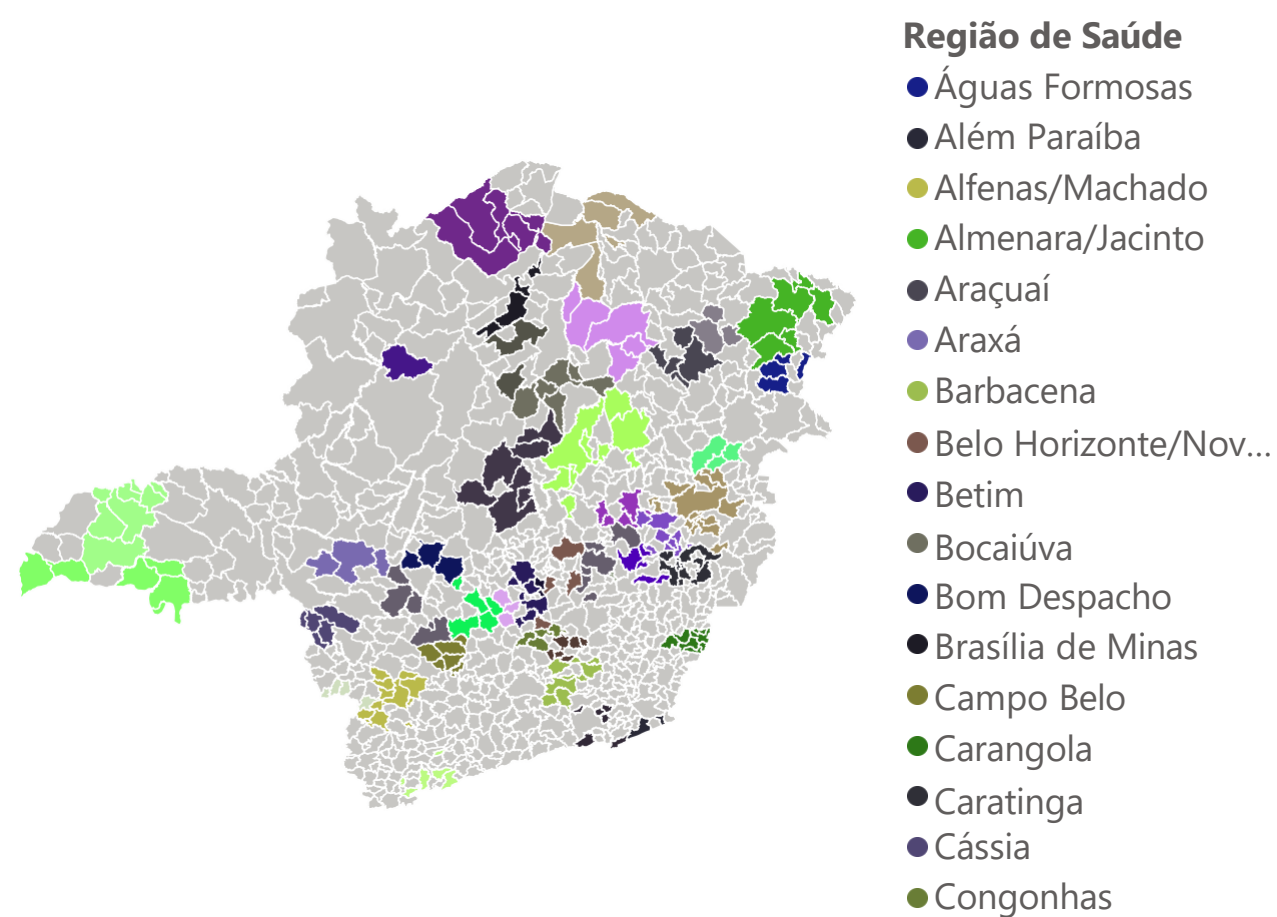 Região de Saúde
Águas Formosas
Além Paraíba
Alfenas/Machado
Almenara/Jacinto
Araçuaí
Araxá
Barbacena
Belo Horizonte/Nov...
Betim
Bocaiúva
Bom Despacho
Brasília de Minas
Campo Belo
Carangola
Caratinga
Cássia
Congonhas